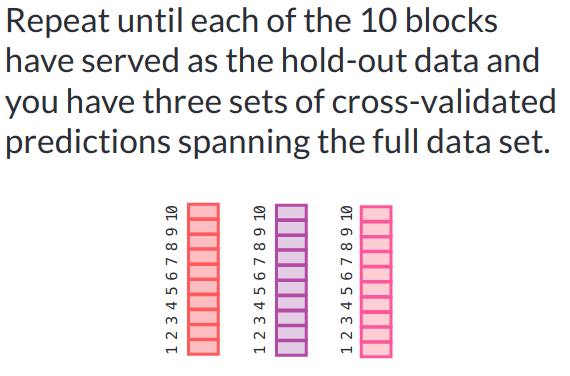 Repeat until each of the 10 blocks
have served as the hold-out data and
you have three sets of cross-validated
predictions spanning the full data set.
1 2 3 4 5 6 7 8 9 10
1 2 3 4 5 6 7 8 9 10
1 2 3 4 5 6 7 8 9 10